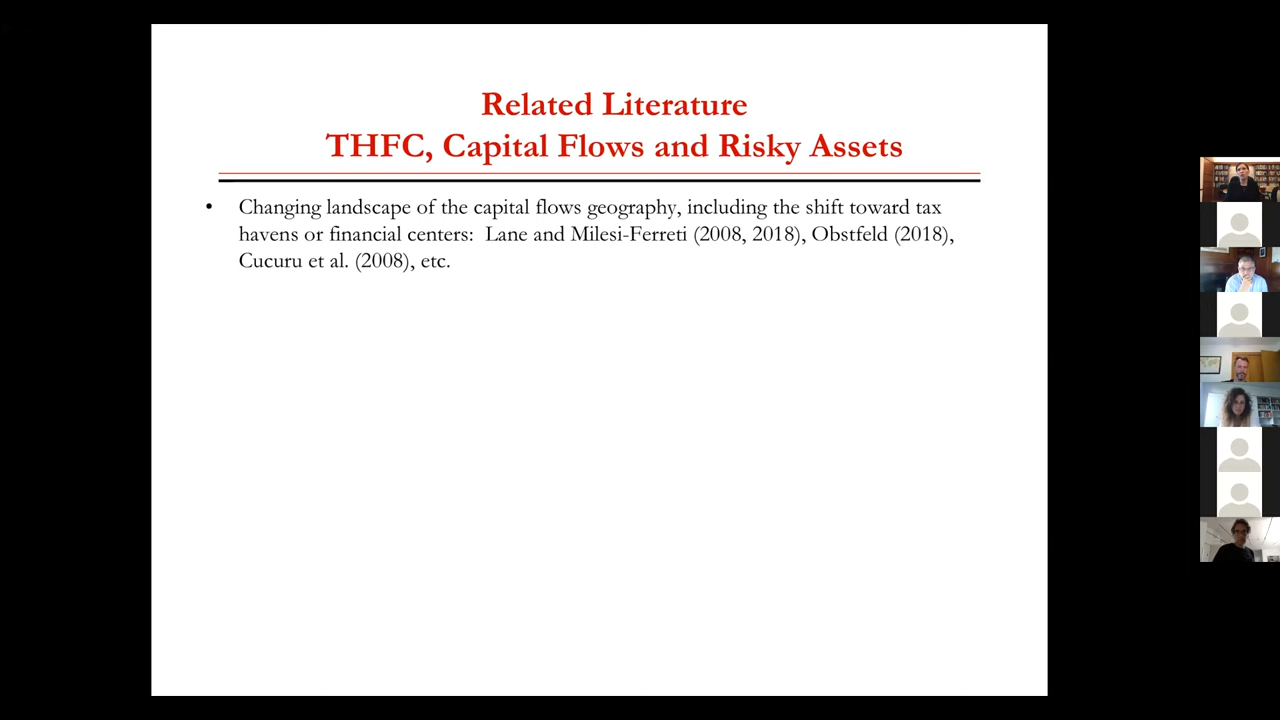 Related Literature
THFC, Capital Flows and Risky Assets
• Changing landscape of the capital flows geography, including the shift toward tax
havens or financial centers:  Lane and Milesi-Ferreti (2008, 2018), Obstfeld (2018),
Cucuru et al. (2008), etc.